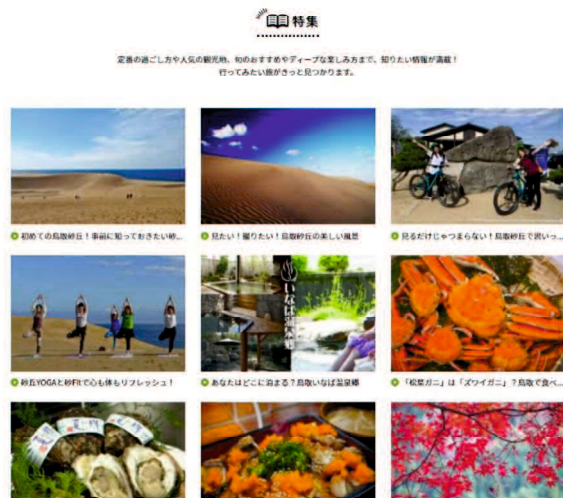 特集
定番の過ごし方や人気の観光地、旬のおすすめやディープな楽しみ方まで、知りたい情報が満載！
行ってみたい旅がきっと見つかります。
初めての鳥取砂丘！事前に知っておきたい砂...
見たい！撮りたい！鳥取砂丘の美しい風景
見るだけじゃつまらない！鳥取砂丘で思いっ...
いなば温泉郷
砂丘YOGAと砂Fitで心も体もリフレッシュ！
あなたはどこに泊まる？鳥取いなば温泉郷
「松葉ガニ」は「ズワイガニ」？鳥取で食べ...